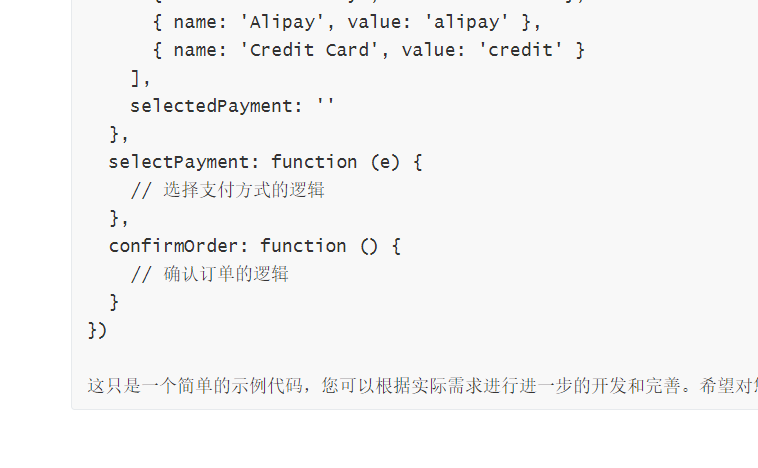 { name: 'Alipay', value: 'alipay' },
{ name: 'Credit Card', value: 'credit' }
],
selectedPayment: ''
},
selectPayment: function (e) {
// 选择支付方式的逻辑
},
confirmOrder: function () {
// 确认订单的逻辑
}
})
这只是一个简单的示例代码，您可以根据实际需求进行进一步的开发和完善。希望对